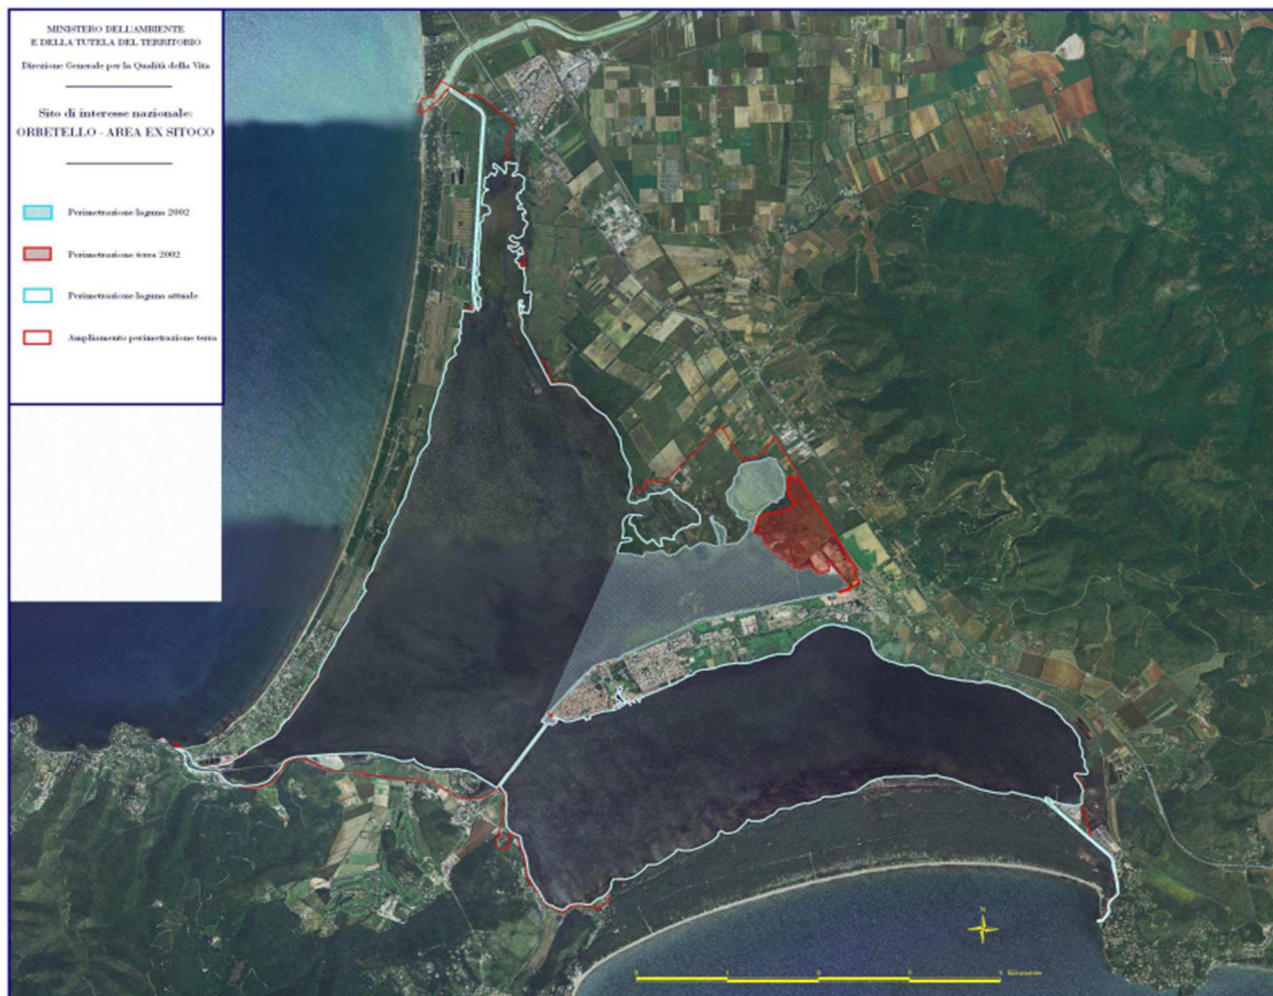 MINISTERO DELL'AMBIENTE
E DELLA TUTELA DEL TERRITORIO
Direzione Generale per la Qualità della Vita
Sito di interesse nazionale:
ORBETELLO - AREA EX SITOCO
Perimetrazione laguna 2002
Perimetrazione terra 2002
Perimetrazione laguna attuale
Ampliamento perimetrazione terra
N
Kilometers